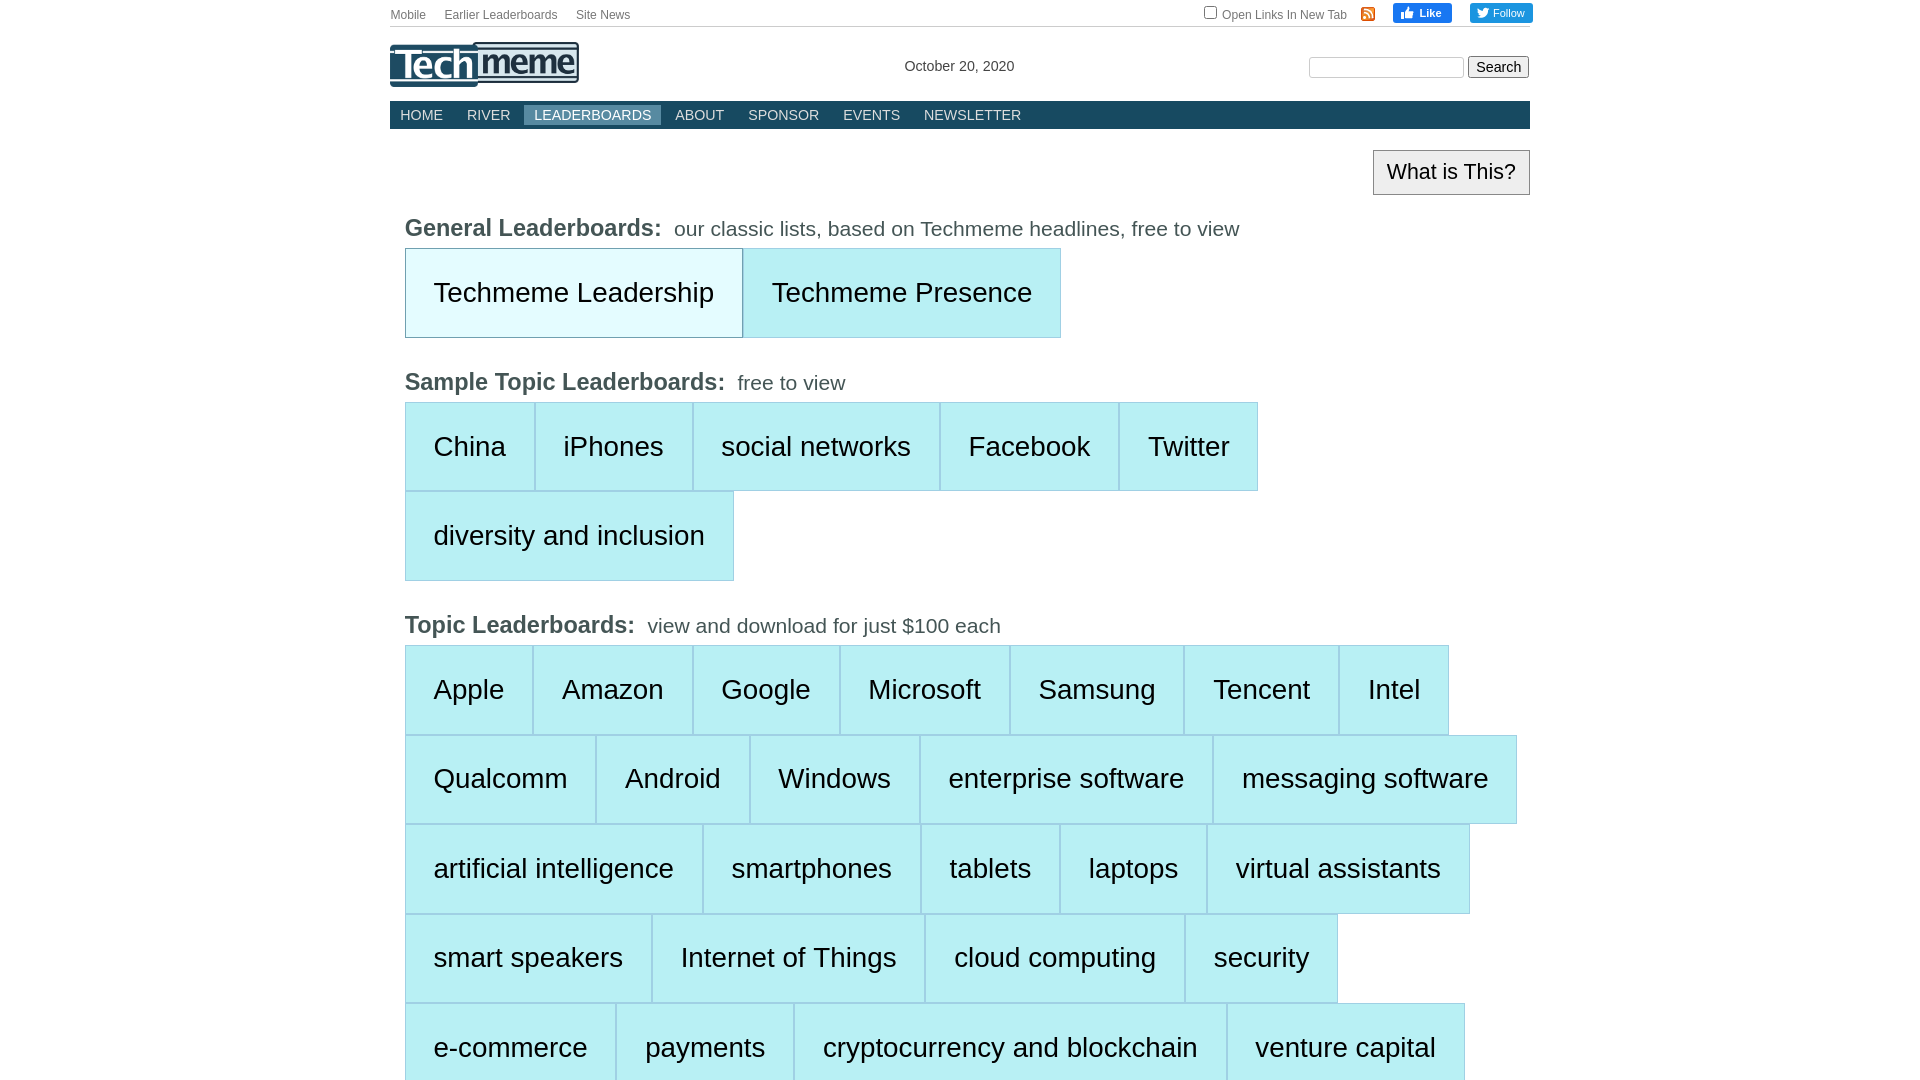 Mobile Earlier Leaderboards Site News Open Links In New Tab Like Follow
Techmeme October 20, 2020 Search
HOME RIVER LEADERBOARDS ABOUT SPONSOR EVENTS NEWSLETTER
What is This?
General Leaderboards: our classic lists, based on Techmeme headlines, free to view
Techmeme Leadership Techmeme Presence
Sample Topic Leaderboards: free to view
China iPhones social networks Facebook Twitter
diversity and inclusion
Topic Leaderboards: view and download for just $100 each
Apple Amazon Google Microsoft Samsung Tencent Intel
Qualcomm Android Windows enterprise software messaging software
artificial intelligence smartphones tablets laptops virtual assistants
smart speakers Internet of Things cloud computing security
e-commerce payments cryptocurrency and blockchain venture capital